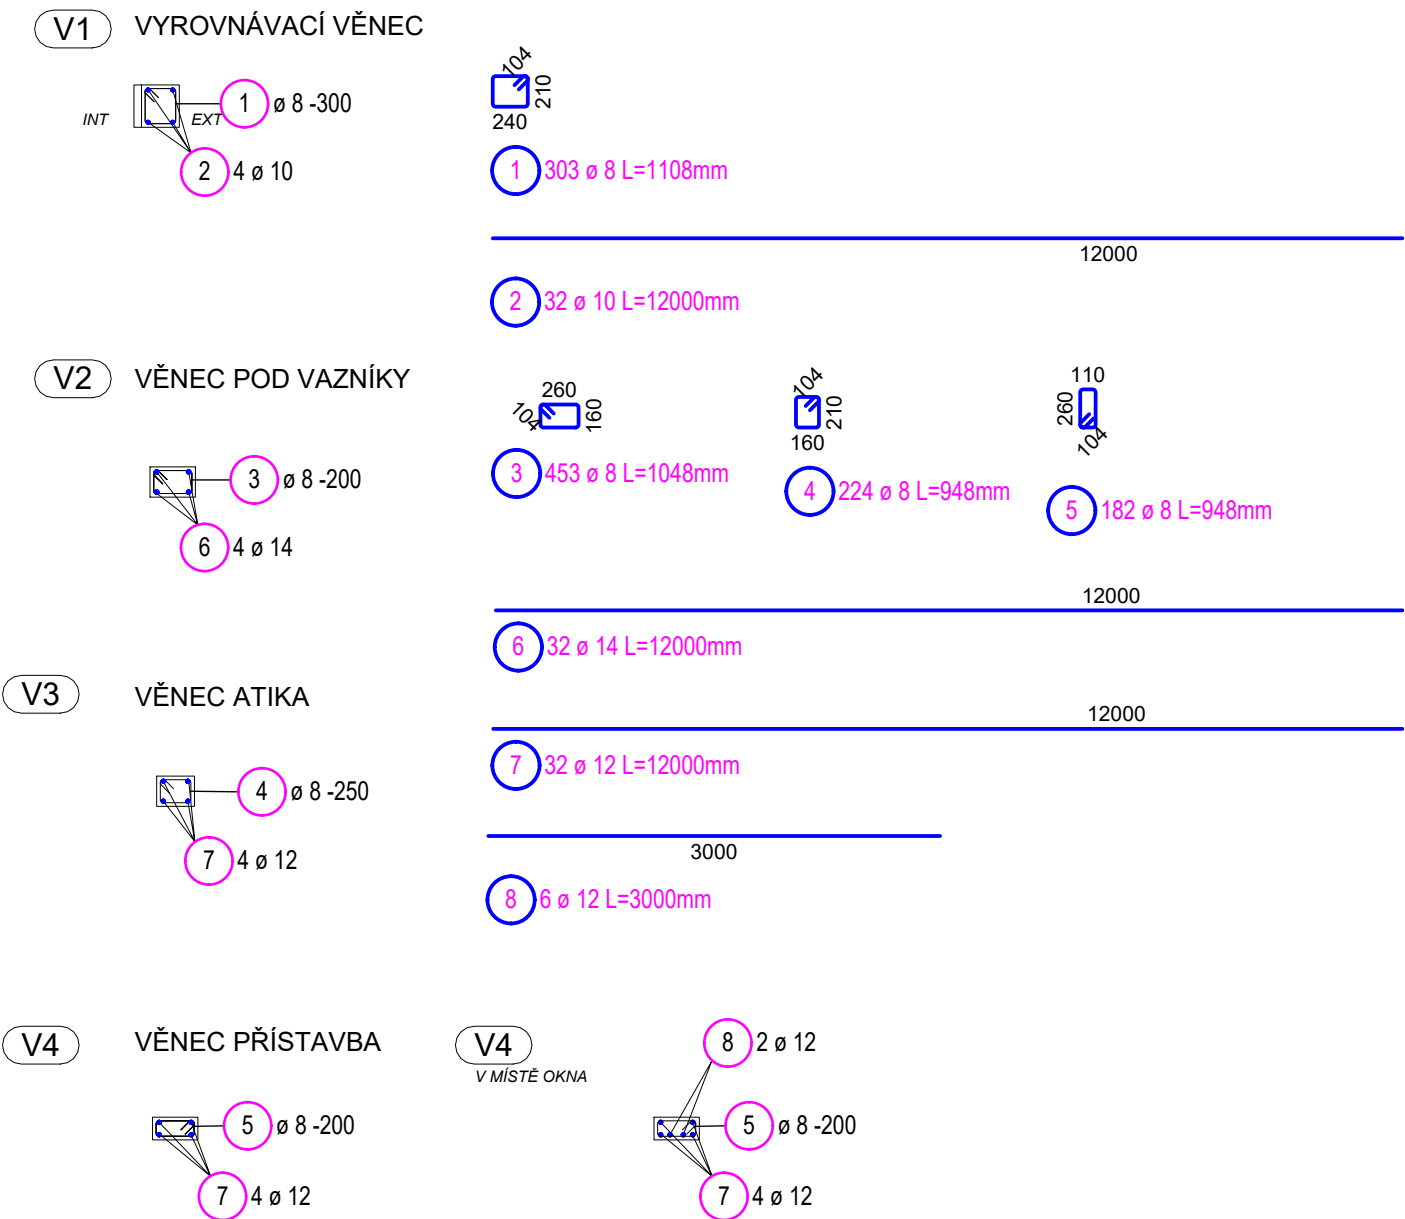 V1 VYROVNÁVACÍ VĚNEC
104
210
240
INT
EXT
1 ø 8 -300
2 4 ø 10
1 303 ø 8 L=1108mm
12000
2 32 ø 10 L=12000mm
V2 VĚNEC POD VAZNÍKY
260
160
104
104
210
160
110
260
104
3 ø 8 -200
6 4 ø 14
3 453 ø 8 L=1048mm
4 224 ø 8 L=948mm
5 182 ø 8 L=948mm
12000
6 32 ø 14 L=12000mm
V3 VĚNEC ATIKA
12000
4 ø 8 -250
7 4 ø 12
7 32 ø 12 L=12000mm
3000
8 6 ø 12 L=3000mm
V4 VĚNEC PŘÍSTAVBA
5 ø 8 -200
7 4 ø 12
V4
V MÍSTĚ OKNA
8 2 ø 12
5 ø 8 -200
7 4 ø 12